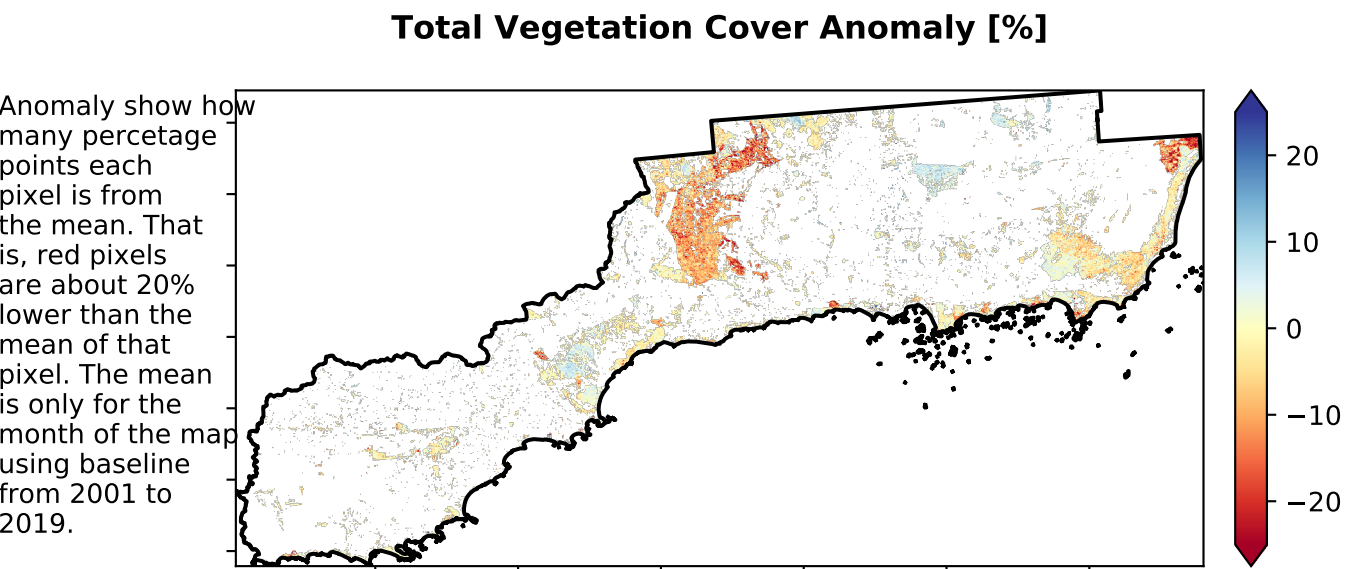 Total Vegetation Cover Anomaly [%]
Anomaly show how
many percetage
points each
pixel is from
the mean. That
is, red pixels
are about 20%
lower than the
mean of that
pixel. The mean
is only for the
month of the map
using baseline
from 2001 to
2019.
20
10
0
−10
−20